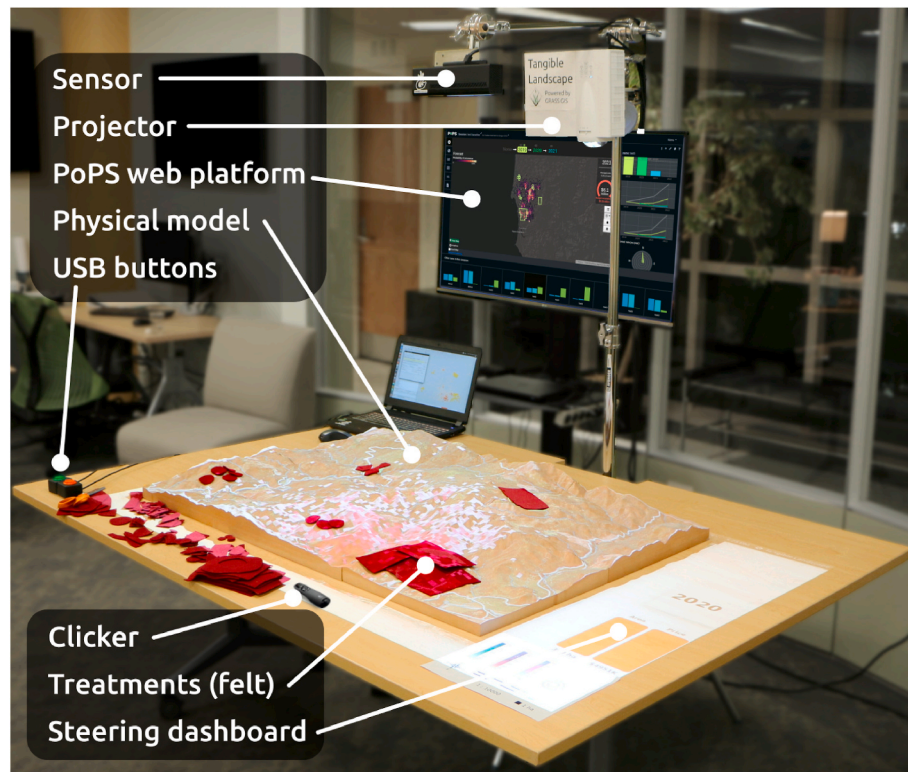 Sensor
Projector
PoPS web platform
Physical model
USB buttons
Tangible
Landscape
Powered by
GRASS GIS
2020
Clicker
Treatments (felt)
Steering dashboard